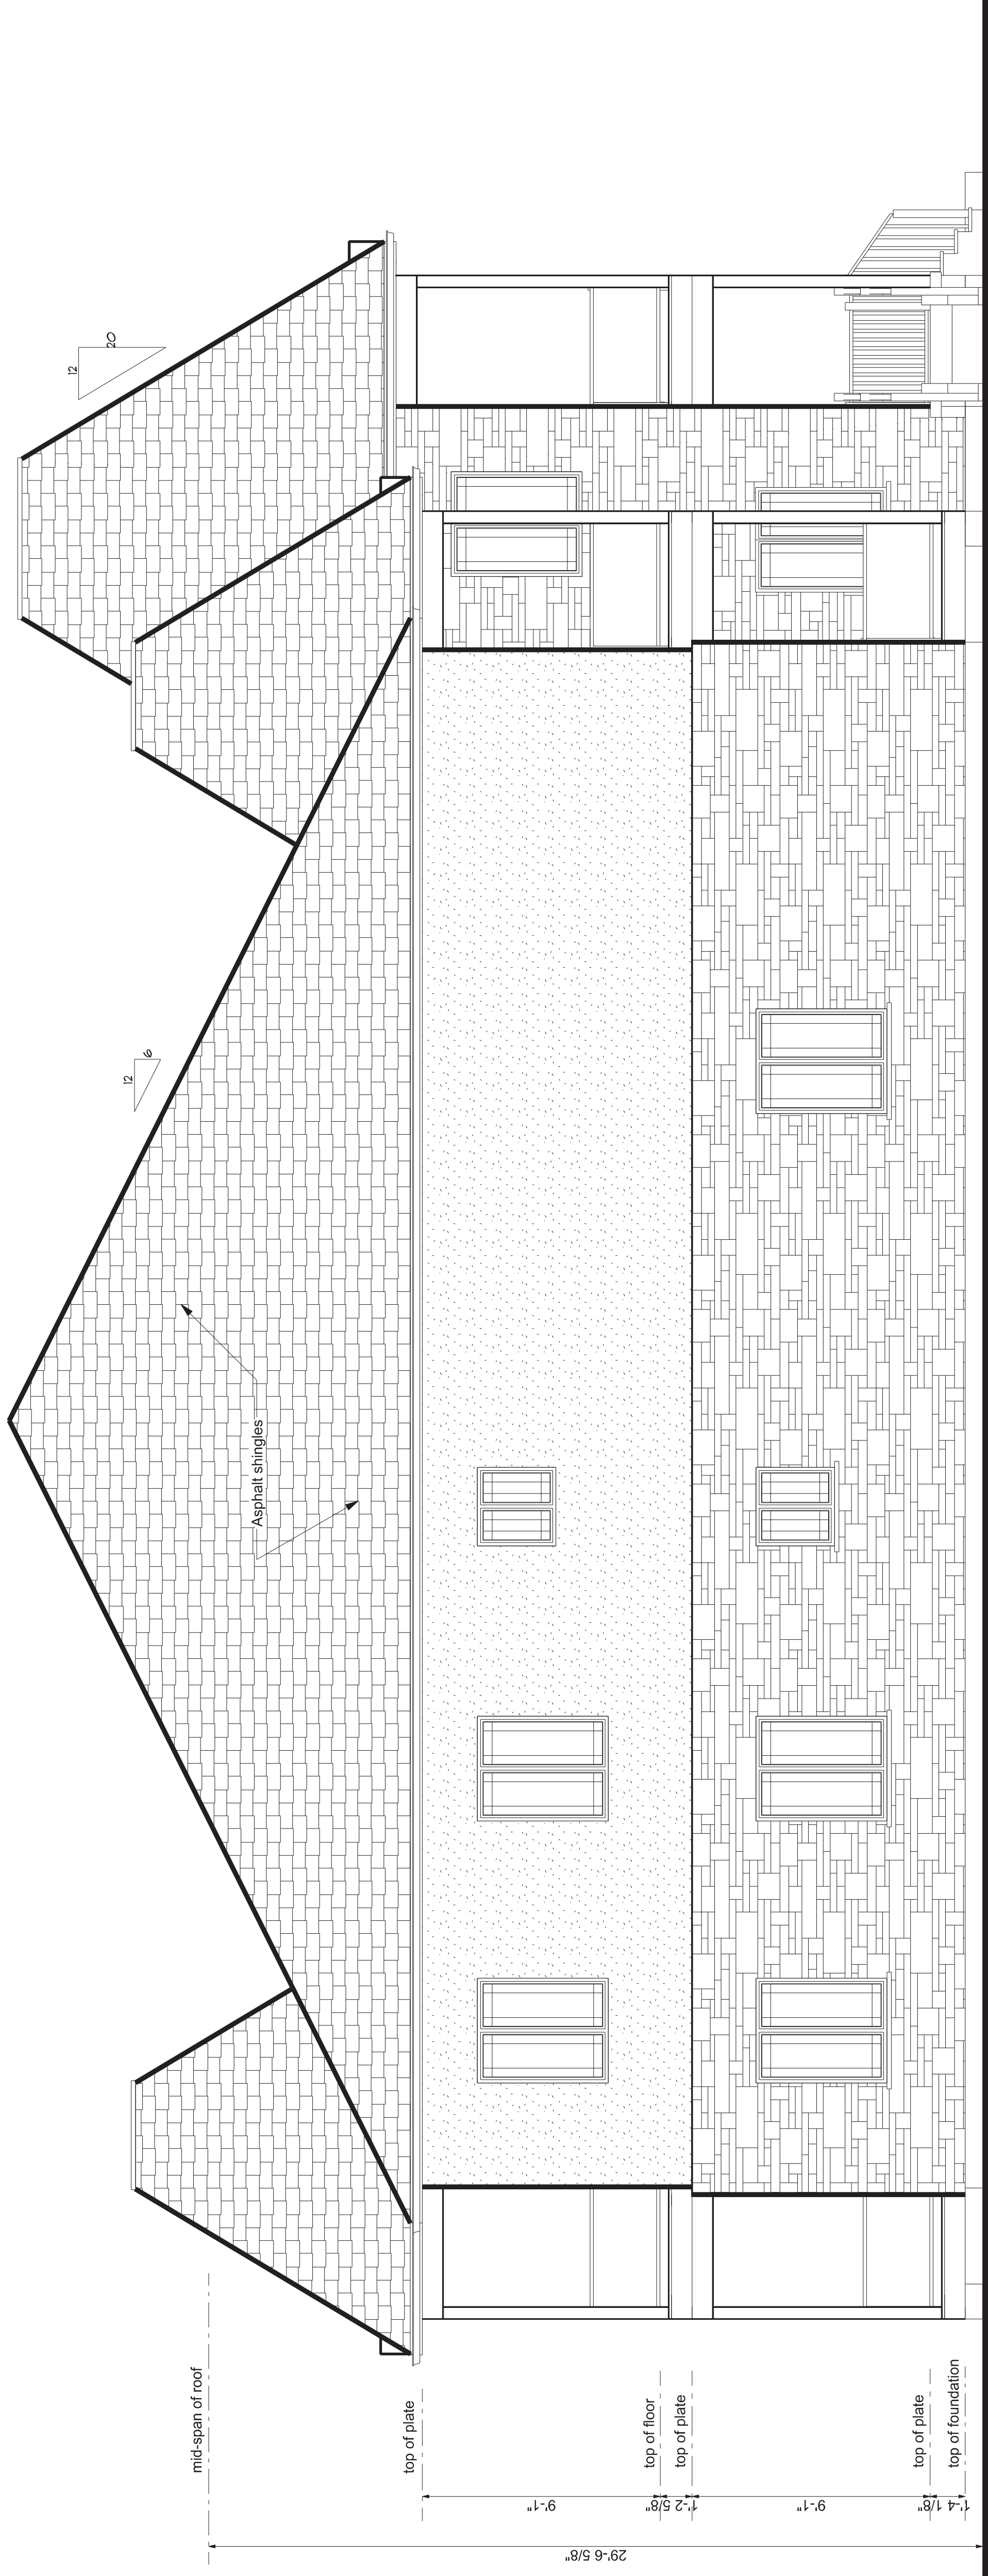 20
12
6
12
Asphalt shingles
mid-span of roof
top of plate
top of floor
top of plate
top of plate
top of foundation
9'-1"
1'-2 5/8"
9'-1"
1'-4 1/8"
29'-6 5/8"